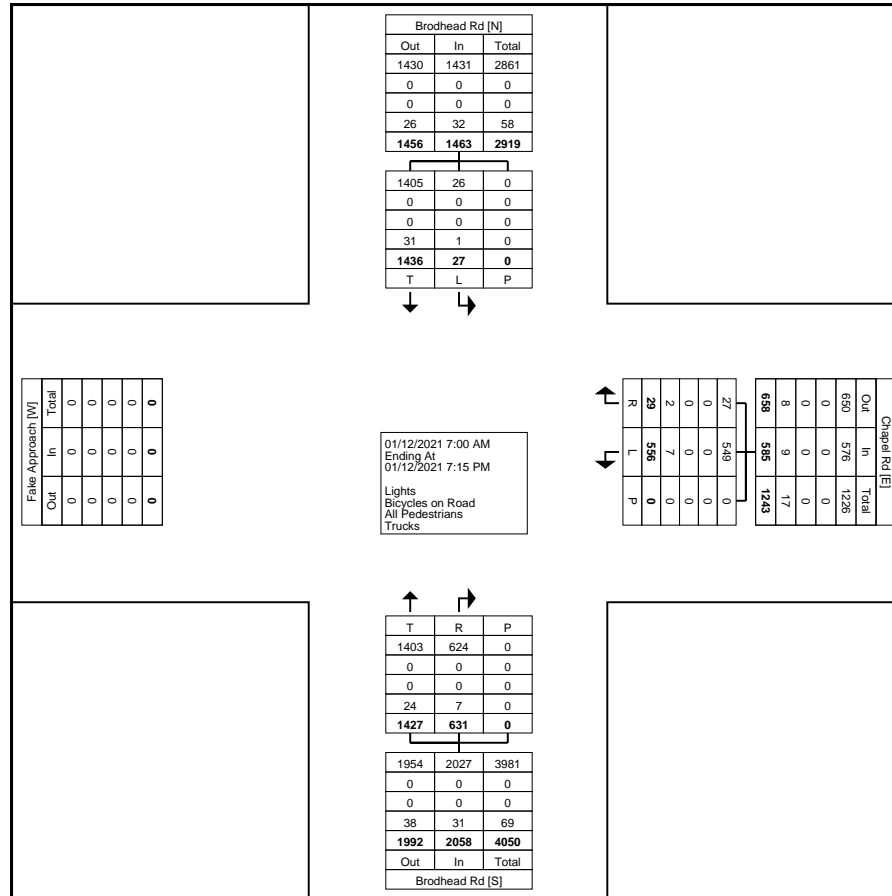 Brodhead Rd [N]
Out In Total
1430 1431 2861
0 0 0
0 0 0
26 32 58
1456 1463 2919
1405 26 0
0 0 0
0 0 0
31 1 0
1436 27 0
T L P
Fake Approach [W]
Total In Out
0 0 0
0 0 0
0 0 0
0 0 0
0 0 0
01/12/2021 7:00 AM
Ending At
01/12/2021 7:15 PM
Lights
Bicycles on Road
All Pedestrians
Trucks
Chapel Rd [E]
Out In Total
650 576 1226
0 0 0
0 0 0
8 9 17
658 585 1243
27 549 0
0 0 0
0 0 0
2 7 0
29 556 0
R L P
T R P
1403 624 0
0 0 0
0 0 0
24 7 0
1427 631 0
1954 2027 3981
0 0 0
0 0 0
38 31 69
1992 2058 4050
Out In Total
Brodhead Rd [S]